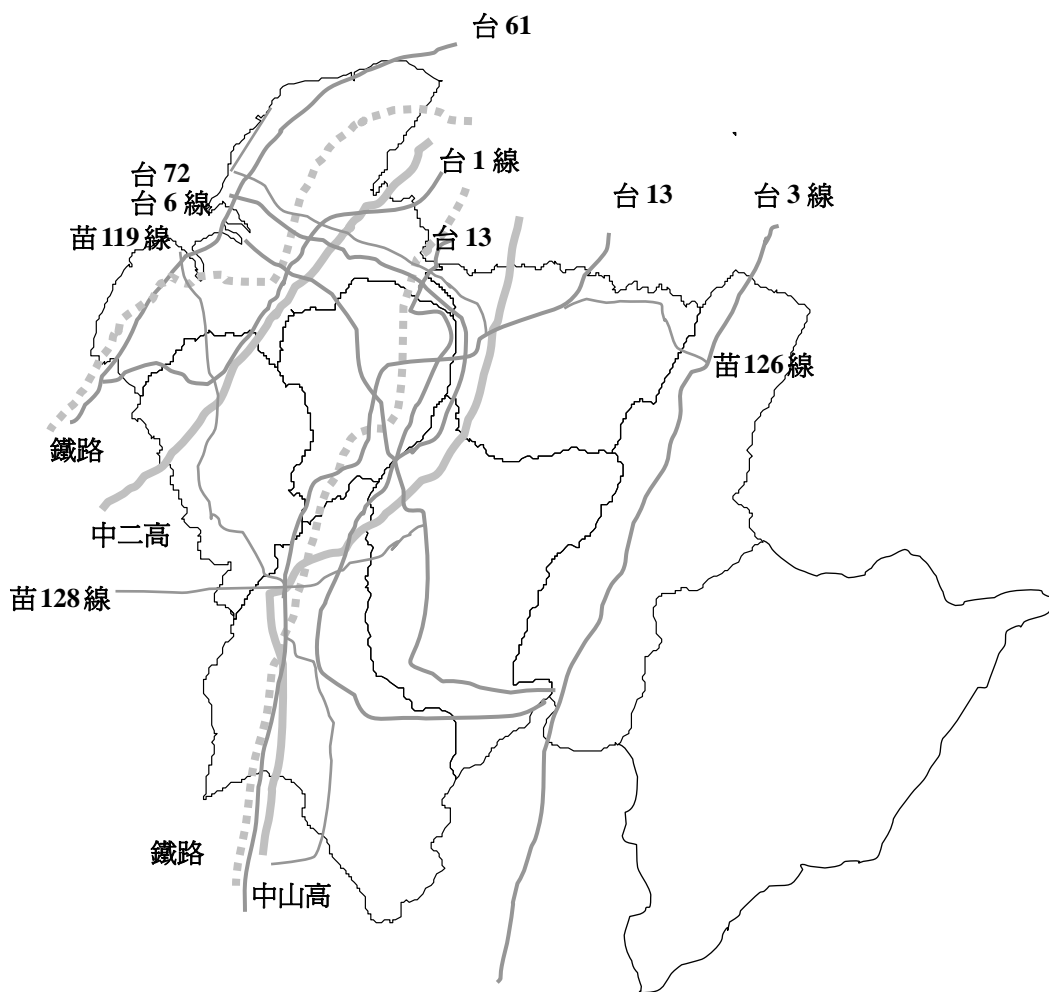 台 61
台 72
台 1 線
台 6 線
台 13
台 3 線
苗 119 線
台 13
苗 126 線
鐵路
中二高
苗 128 線
鐵路
中山高